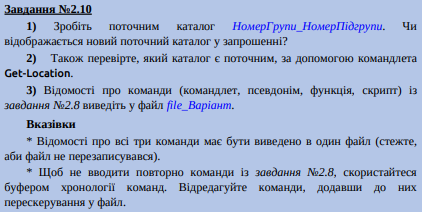 Завдання №2.10
1) Зробіть поточним каталог НомерГрупи_НомерПідгрупи. Чи
відображається новий поточний каталог у запрошенні?
2) Також перевірте, який каталог є поточним, за допомогою командлета
Get-Location.
3) Відомості про команди (командлет, псевдонім, функція, скрипт) із
завдання №2.8 виведіть у файл file_Варіант.
Вказівки
* Відомості про всі три команди має бути виведено в один файл (стежте,
аби файл не перезаписувався).
* Щоб не вводити повторно команди із завдання №2.8, скористайтеся
буфером хронології команд. Відредагуйте команди, додавши до них
перескерування у файл.